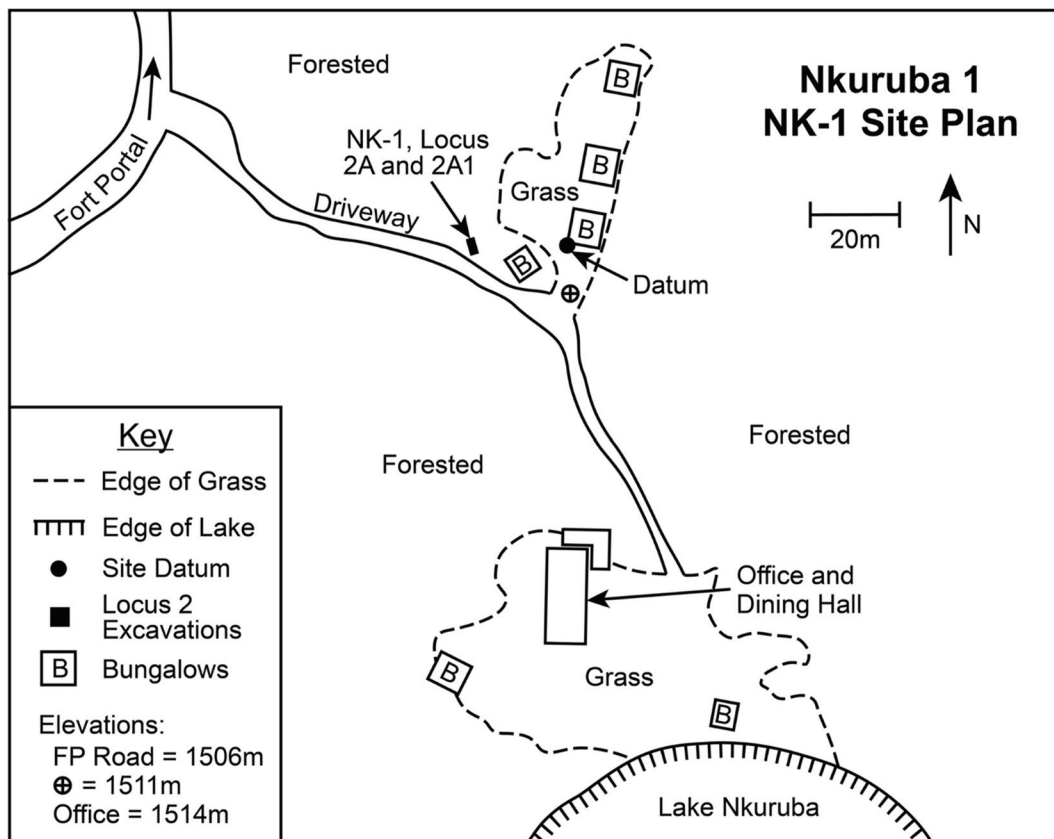 Nkuruba 1
NK-1 Site Plan
Forested
B
NK-1, Locus
2A and 2A1
Grass
B
Fort Portal
Driveway
B
B
N
20m
Datum
Forested
Forested
Office and
Dining Hall
Grass
B
B
Lake Nkuruba
Key
Edge of Grass
Edge of Lake
Site Datum
Locus 2
Excavations
B Bungalows
Elevations:
FP Road = 1506m
⊕ = 1511m
Office = 1514m